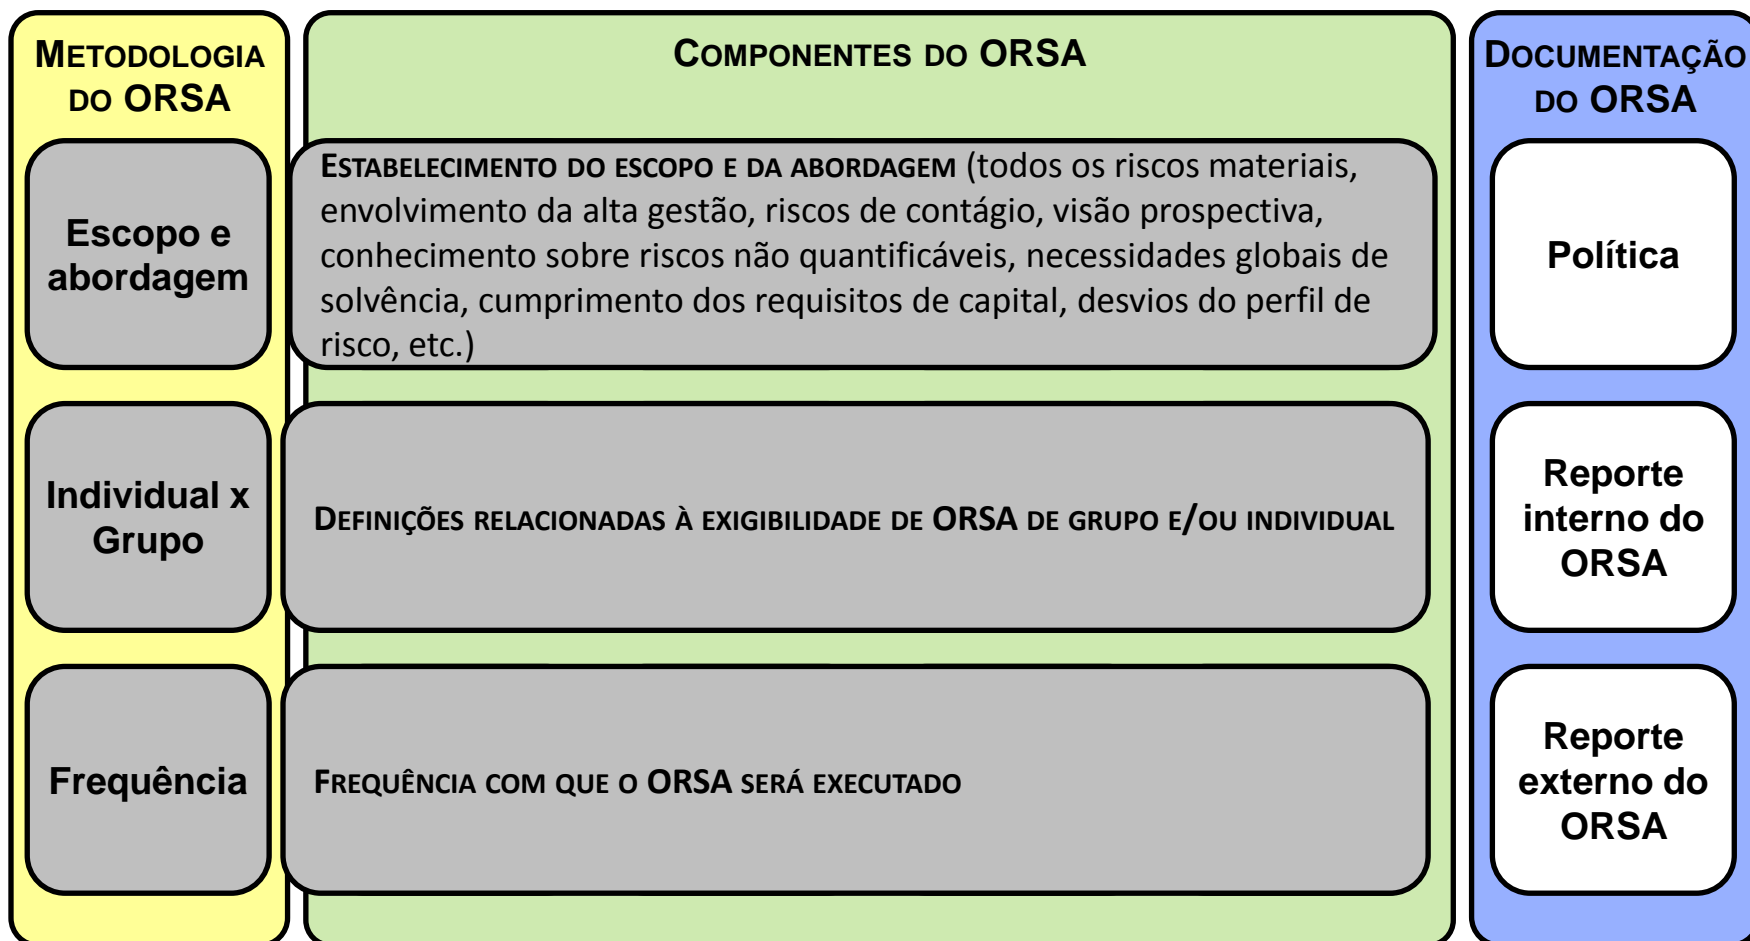 METODOLOGIA
DO ORSA
Escopo e
abordagem
Individual x
Grupo
Frequência
COMPONENTES DO ORSA
ESTABELECIMENTO DO ESCOPO E DA ABORDAGEM (todos os riscos materiais,
envolvimento da alta gestão, riscos de contágio, visão prospectiva,
conhecimento sobre riscos não quantificáveis, necessidades globais de
solvência, cumprimento dos requisitos de capital, desvios do perfil de
risco, etc.)
DEFINIÇÕES RELACIONADAS À EXIGIBILIDADE DE ORSA DE GRUPO E/OU INDIVIDUAL
FREQUÊNCIA COM QUE O ORSA SERÁ EXECUTADO
DOCUMENTAÇÃO
DO ORSA
Política
Reporte
interno do
ORSA
Reporte
externo do
ORSA